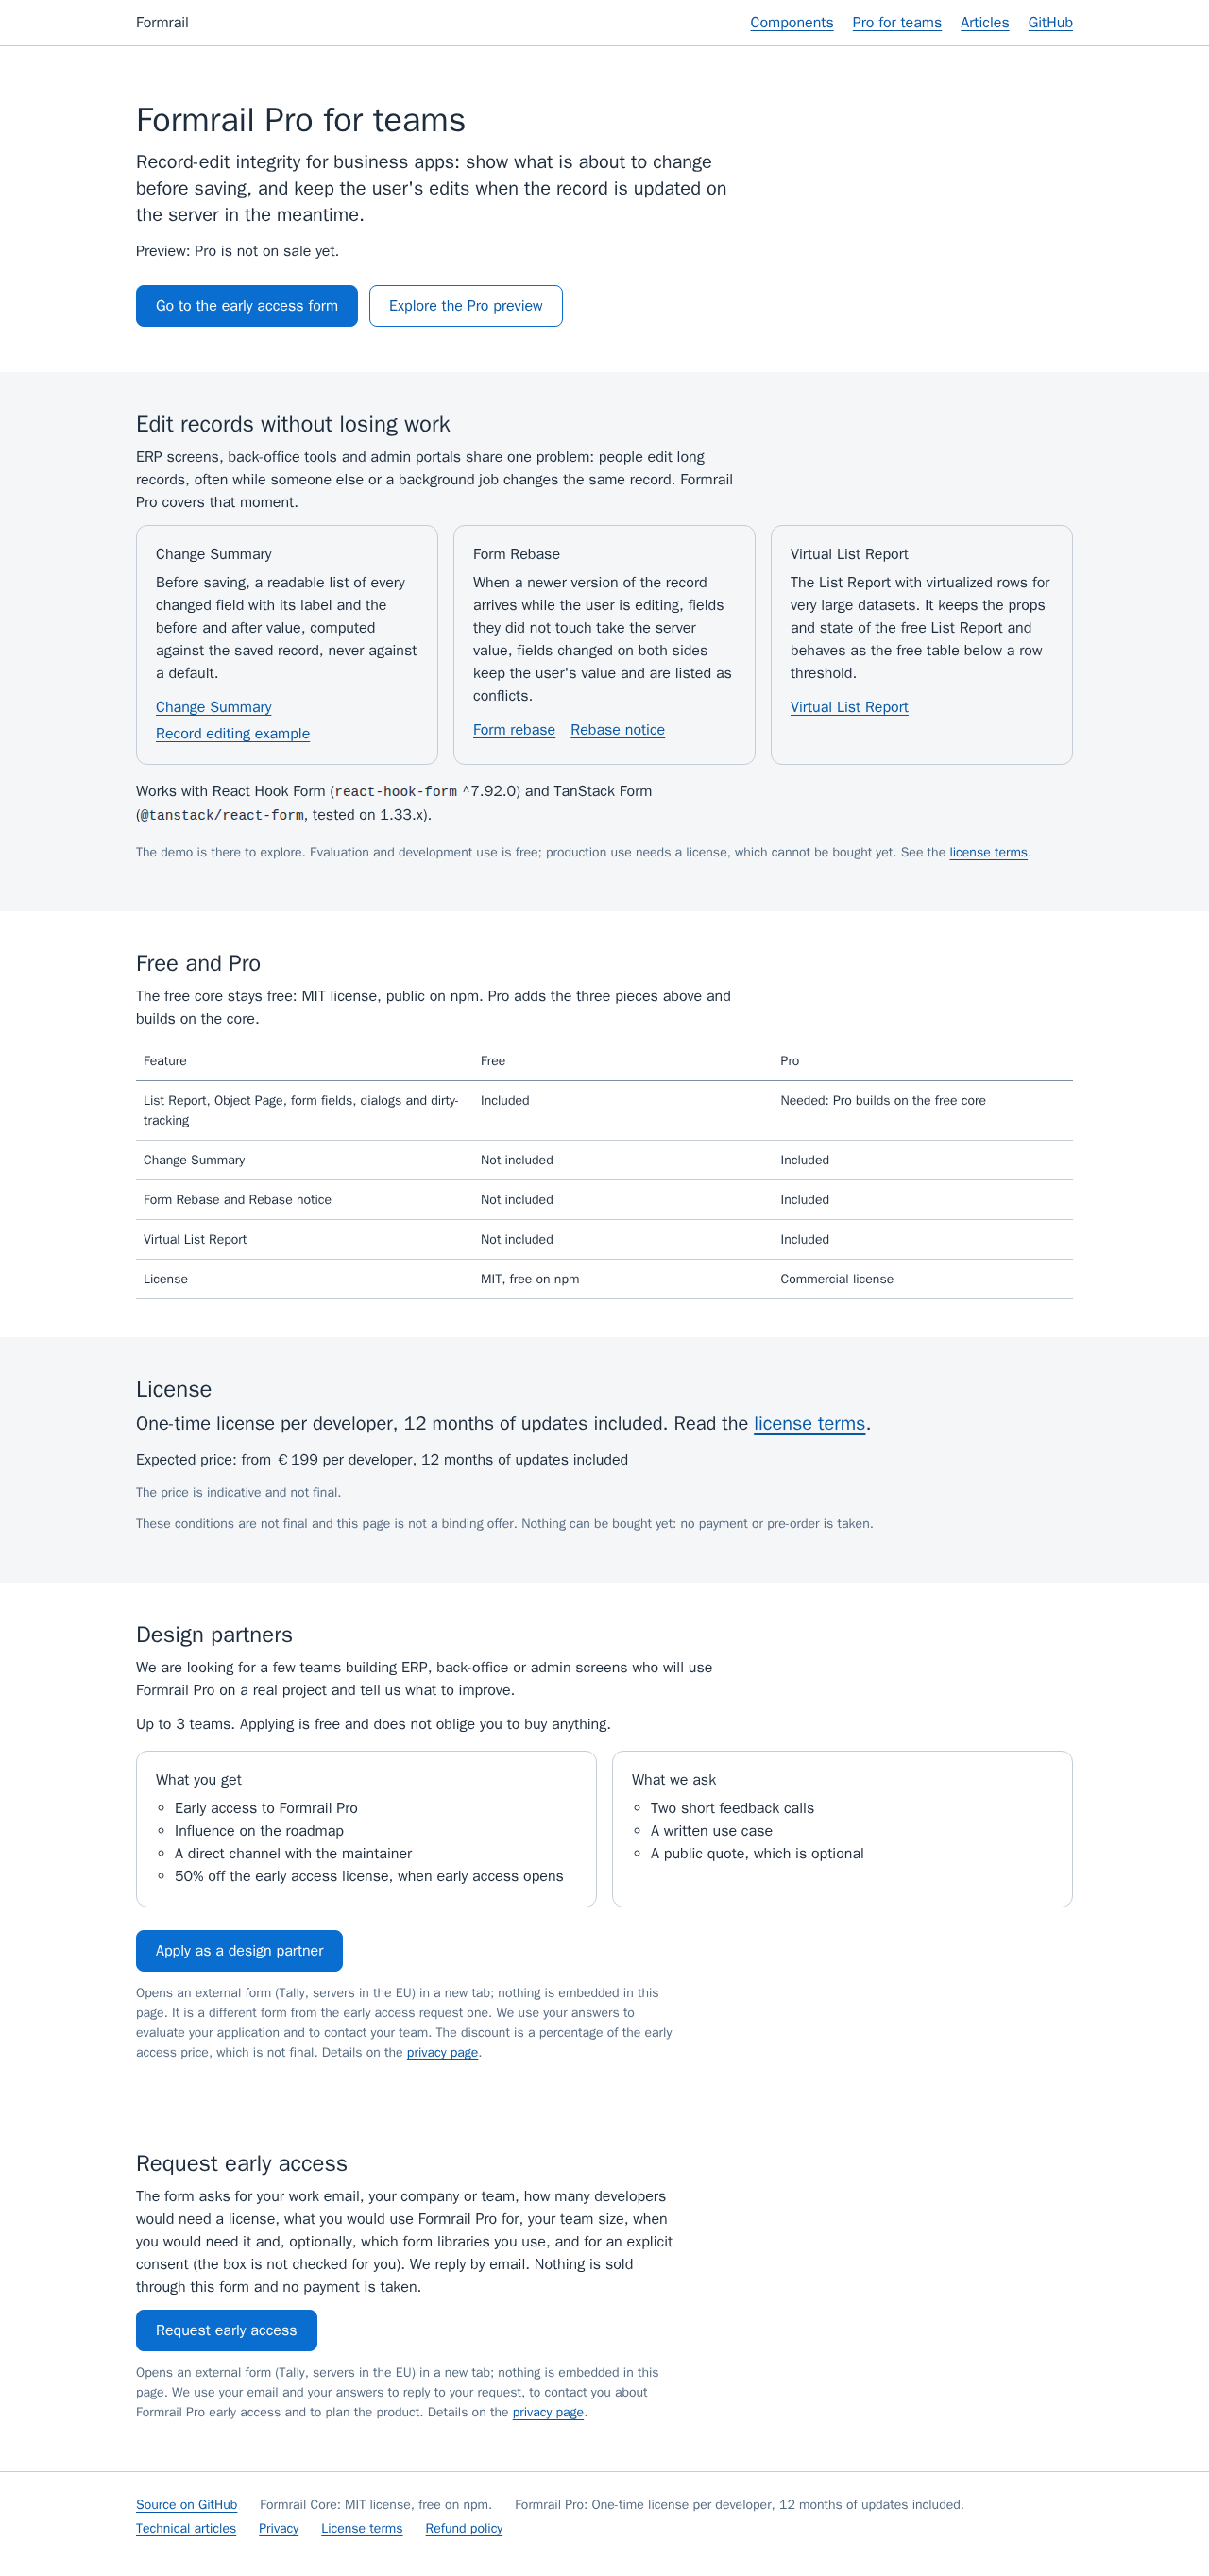 Formrail
Components Pro for teams Articles GitHub
Formrail Pro for teams
Record-edit integrity for business apps: show what is about to change
before saving, and keep the user's edits when the record is updated on
the server in the meantime.
Preview: Pro is not on sale yet.
Go to the early access form Explore the Pro preview
Edit records without losing work
ERP screens, back-office tools and admin portals share one problem: people edit long
records, often while someone else or a background job changes the same record. Formrail
Pro covers that moment.
Change Summary
Before saving, a readable list of every
changed field with its label and the
before and after value, computed
against the saved record, never against
a default.
Change Summary
Record editing example
Form Rebase
When a newer version of the record
arrives while the user is editing, fields
they did not touch take the server
value, fields changed on both sides
keep the user's value and are listed as
conflicts.
Form rebase Rebase notice
Virtual List Report
The List Report with virtualized rows for
very large datasets. It keeps the props
and state of the free List Report and
behaves as the free table below a row
threshold.
Virtual List Report
Works with React Hook Form (react-hook-form ^7.92.0) and TanStack Form
(@tanstack/react-form, tested on 1.33.x).
The demo is there to explore. Evaluation and development use is free; production use needs a license, which cannot be bought yet. See the license terms.
Free and Pro
The free core stays free: MIT license, public on npm. Pro adds the three pieces above and
builds on the core.
Feature Free Pro
List Report, Object Page, form fields, dialogs and dirty- Included Needed: Pro builds on the free core
tracking
Change Summary Not included Included
Form Rebase and Rebase notice Not included Included
Virtual List Report Not included Included
License MIT, free on npm Commercial license
License
One-time license per developer, 12 months of updates included. Read the license terms.
Expected price: from €199 per developer, 12 months of updates included
The price is indicative and not final.
These conditions are not final and this page is not a binding offer. Nothing can be bought yet: no payment or pre-order is taken.
Design partners
We are looking for a few teams building ERP, back-office or admin screens who will use
Formrail Pro on a real project and tell us what to improve.
Up to 3 teams. Applying is free and does not oblige you to buy anything.
What you get
Early access to Formrail Pro
Influence on the roadmap
A direct channel with the maintainer
50% off the early access license, when early access opens
What we ask
Two short feedback calls
A written use case
A public quote, which is optional
Apply as a design partner
Opens an external form (Tally, servers in the EU) in a new tab; nothing is embedded in this
page. It is a different form from the early access request one. We use your answers to
evaluate your application and to contact your team. The discount is a percentage of the early
access price, which is not final. Details on the privacy page.
Request early access
The form asks for your work email, your company or team, how many developers
would need a license, what you would use Formrail Pro for, your team size, when
you would need it and, optionally, which form libraries you use, and for an explicit
consent (the box is not checked for you). We reply by email. Nothing is sold
through this form and no payment is taken.
Request early access
Opens an external form (Tally, servers in the EU) in a new tab; nothing is embedded in this
page. We use your email and your answers to reply to your request, to contact you about
Formrail Pro early access and to plan the product. Details on the privacy page.
Source on GitHub Formrail Core: MIT license, free on npm. Formrail Pro: One-time license per developer, 12 months of updates included.
Technical articles Privacy License terms Refund policy